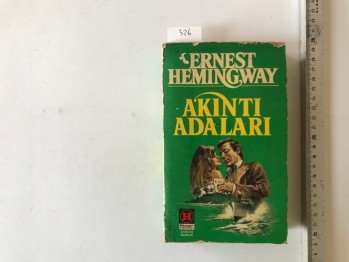 326
ERNEST
HEMINGWAY
AKINTI
ADALARI